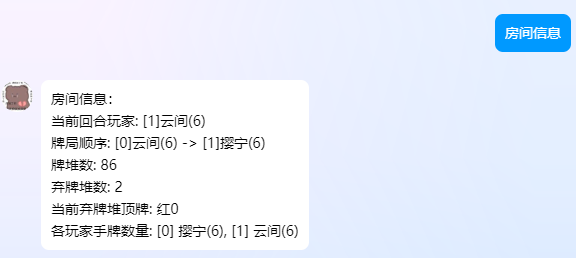 房间信息
房间信息：
当前回合玩家: [1]云间(6)
牌局顺序: [0]云间(6) -> [1]撄宁(6)
牌堆数: 86
弃牌堆数: 2
当前弃牌堆顶牌: 红0
各玩家手牌数量: [0] 撄宁(6), [1] 云间(6)